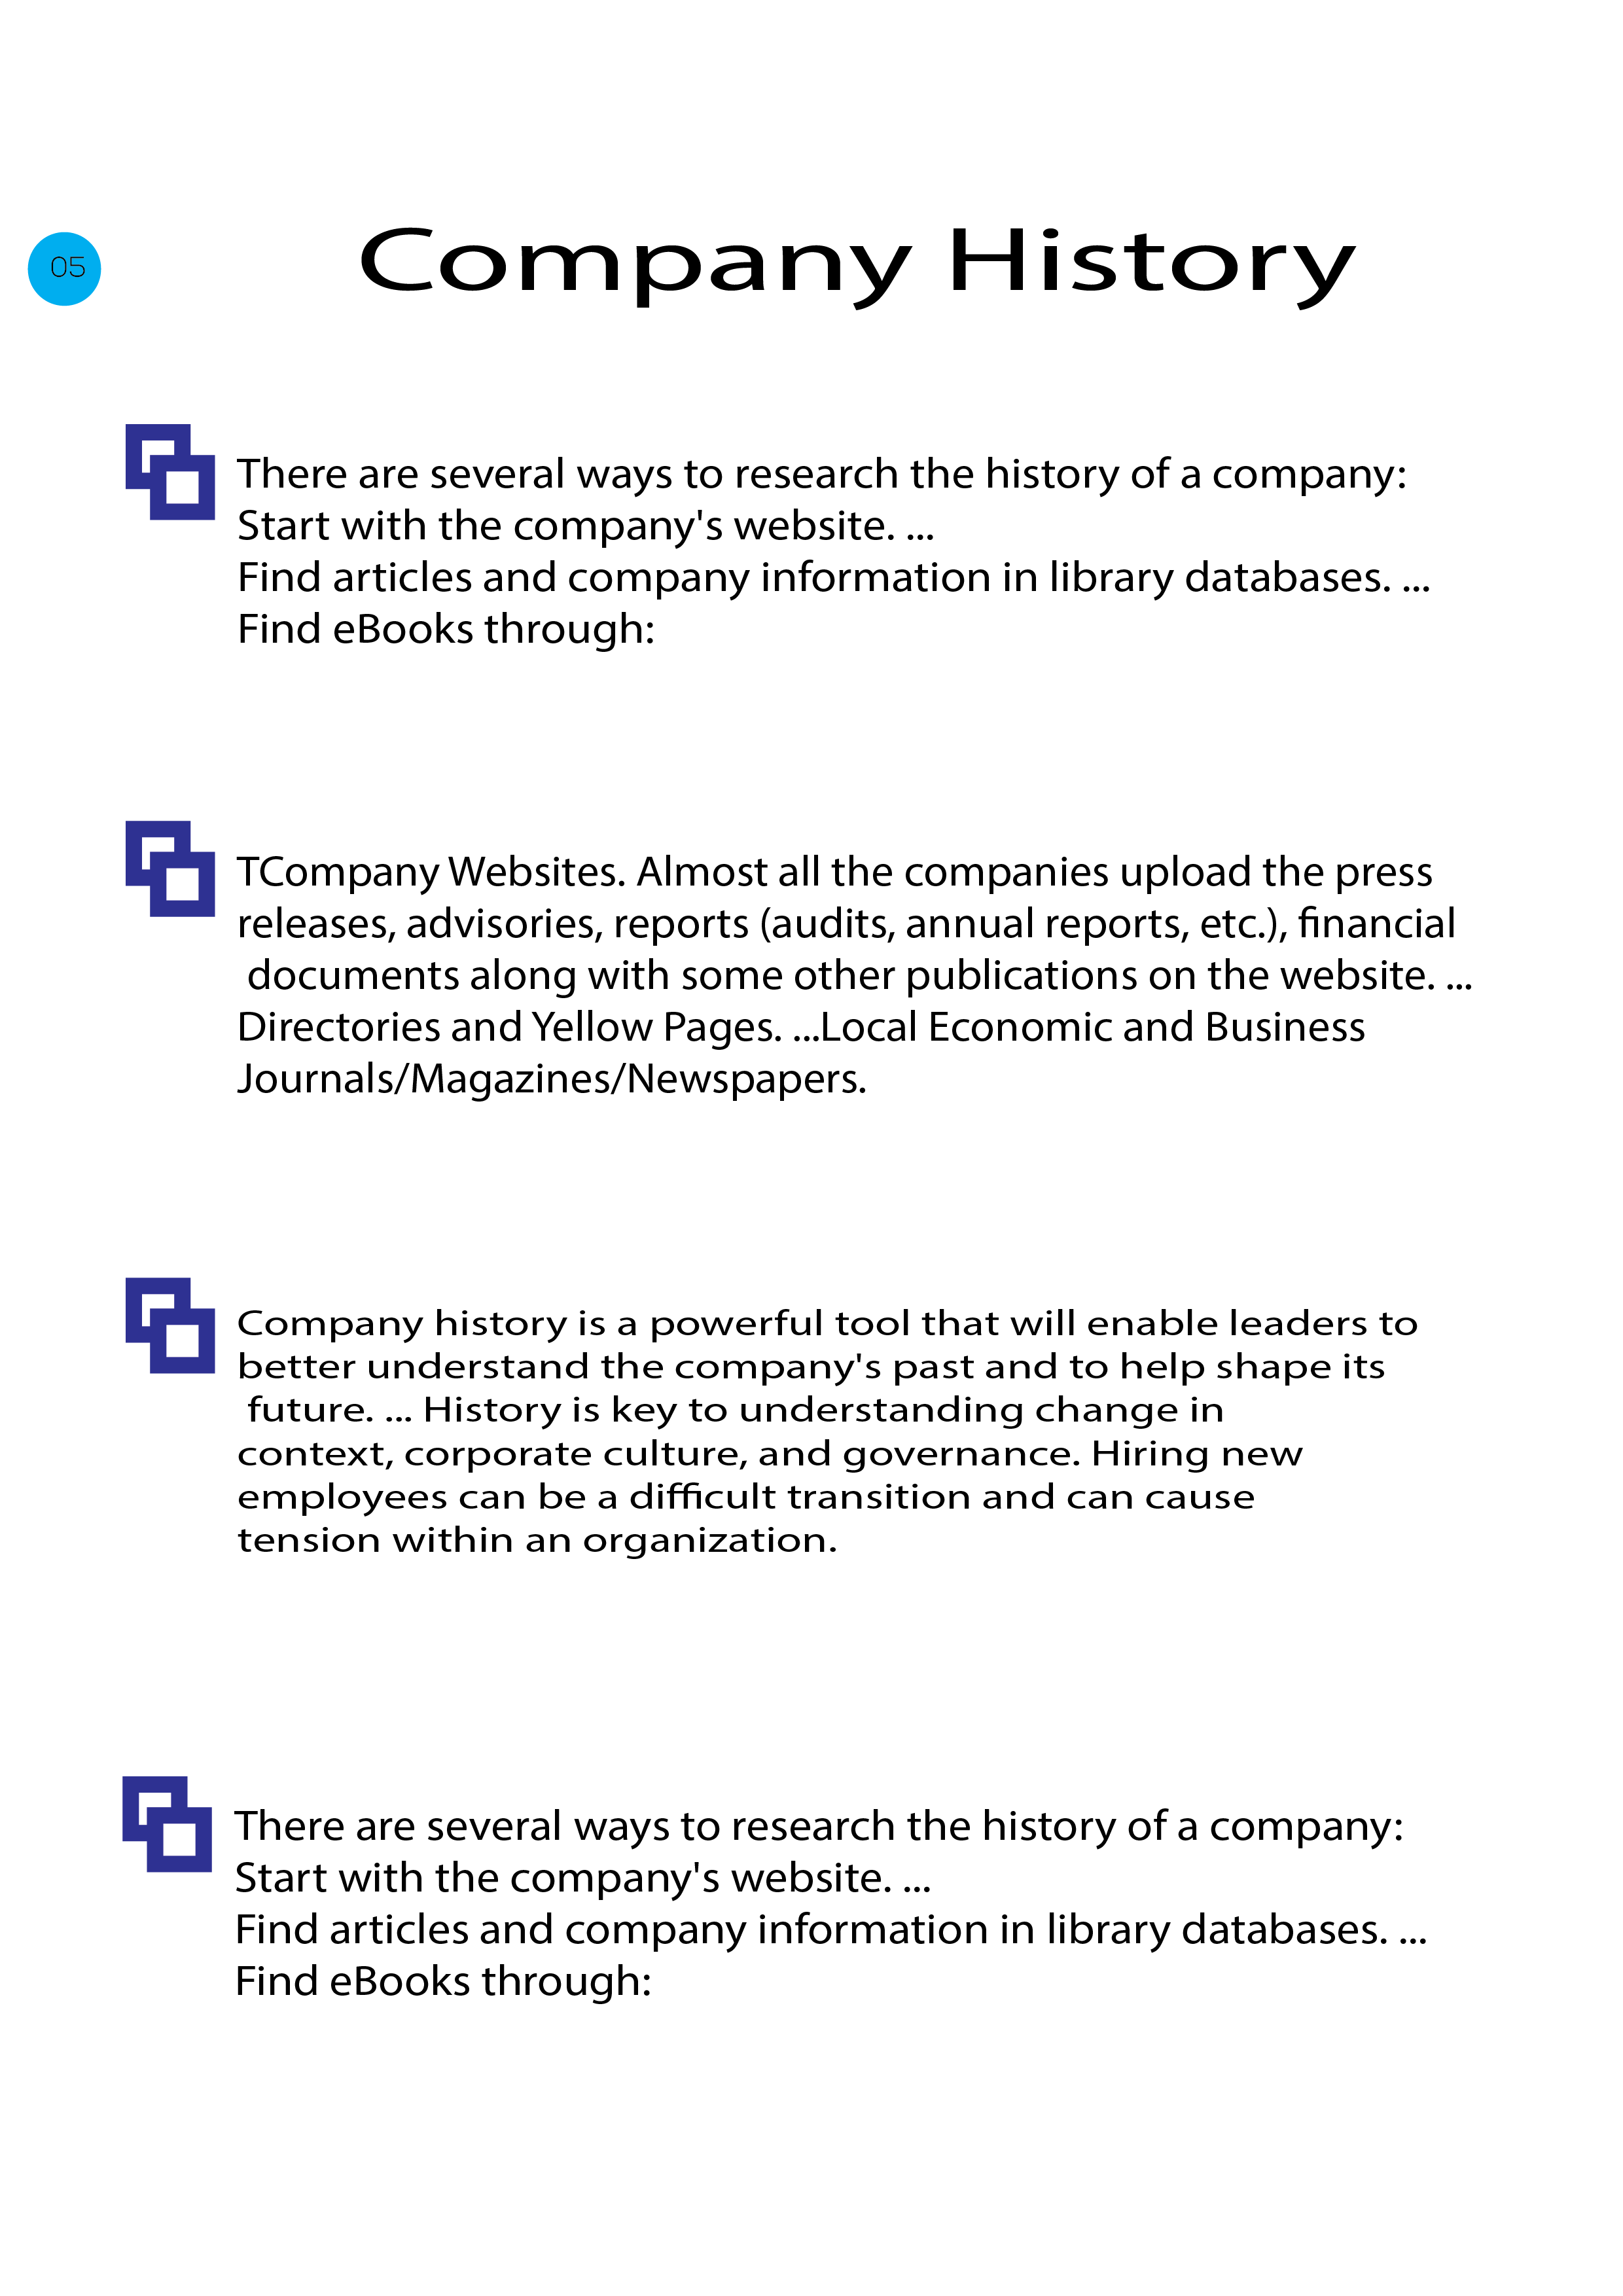 05
Company History
There are several ways to research the history of a company:
Start with the company's website. ...
Find articles and company information in library databases. ...
Find eBooks through:
TCompany Websites. Almost all the companies upload the press
releases, advisories, reports (audits, annual reports, etc.), financial
documents along with some other publications on the website. ...
Directories and Yellow Pages. ...Local Economic and Business
Journals/Magazines/Newspapers.
Company history is a powerful tool that will enable leaders to
better understand the company's past and to help shape its
future. ... History is key to understanding change in
context, corporate culture, and governance. Hiring new
employees can be a difficult transition and can cause
tension within an organization.
There are several ways to research the history of a company:
Start with the company's website. ...
Find articles and company information in library databases. ...
Find eBooks through: